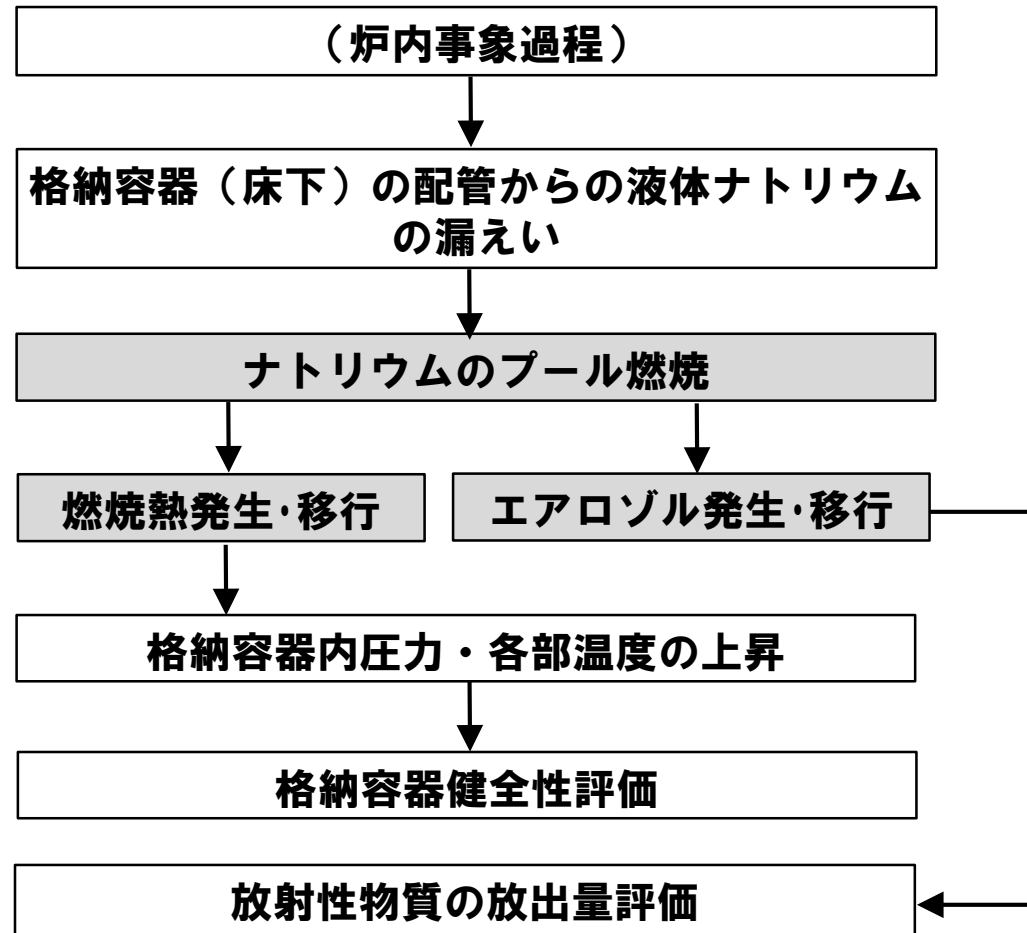 （炉内事象過程）
格納容器（床下）の配管からの液体ナトリウム
の漏えい
ナトリウムのプール燃焼
燃焼熱発生･移行
エアロゾル発生･移行
格納容器内圧力・各部温度の上昇
格納容器健全性評価
放射性物質の放出量評価